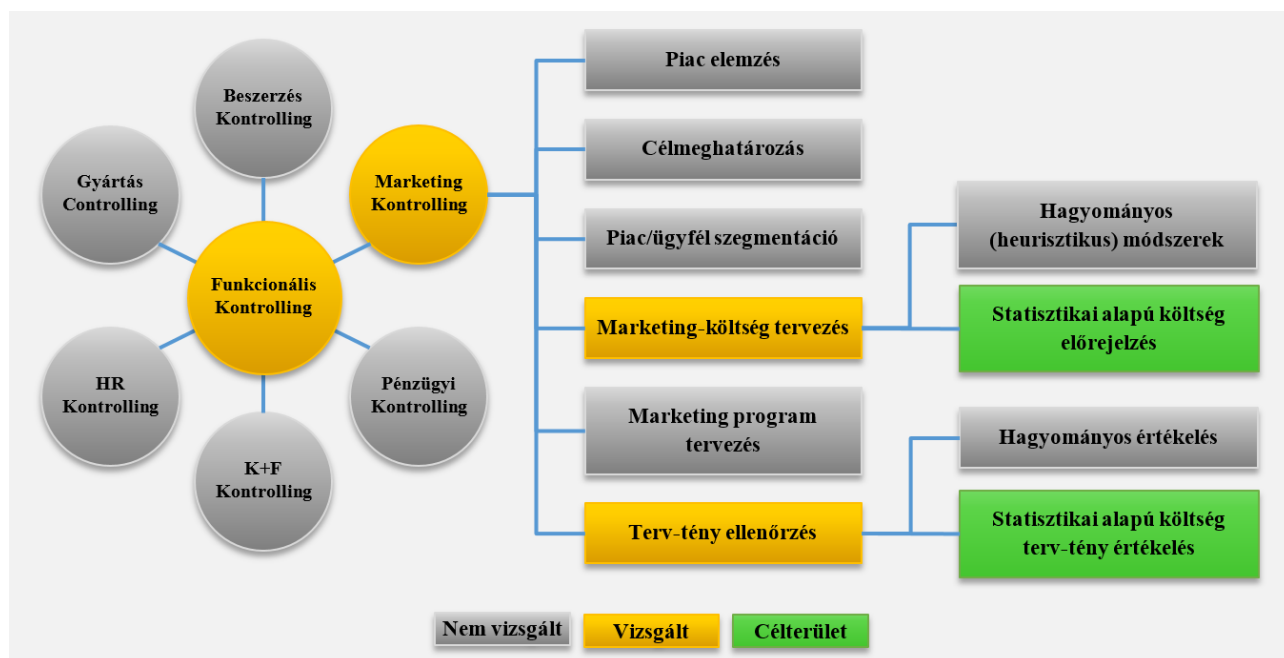 Beszerzés
Kontrolling
Gyártás
Controlling
Marketing
Kontrolling
Funkcionális
Kontrolling
HR
Kontrolling
Pénzügyi
Kontrolling
K+F
Kontrolling
Piac elemzés
Célmeghatározás
Piac/ügyfél szegmentáció
Marketing-költség tervezés
Marketing program
tervezés
Terv-tény ellenőrzés
Hagyományos
(heurisztikus) módszerek
Statisztikai alapú költség
előrejelzés
Hagyományos értékelés
Statisztikai alapú költség
terv-tény értékelés
Nem vizsgált
Vizsgált
Célterület